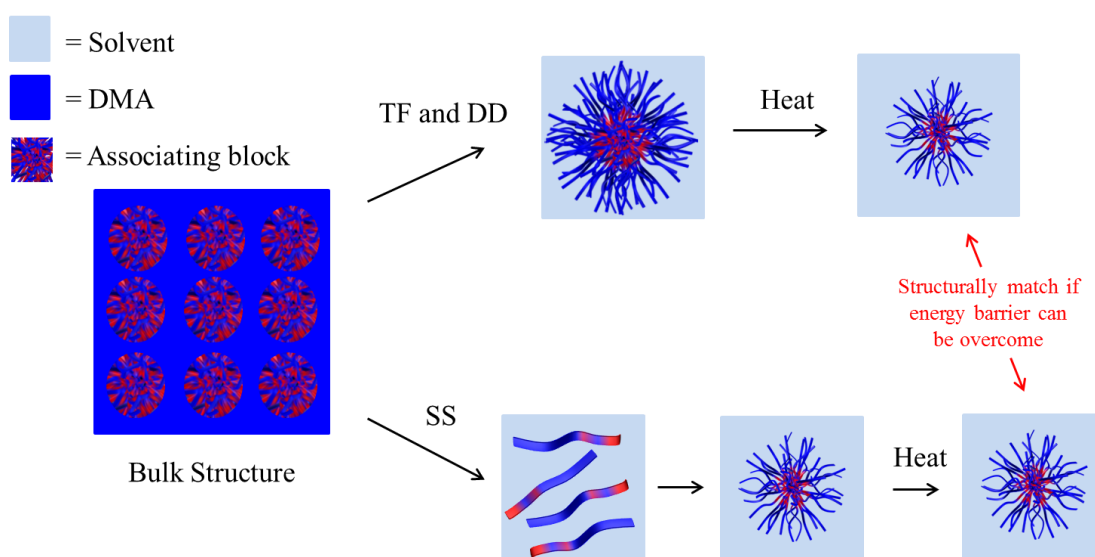 = Solvent
= DMA
= Associating block
TF and DD
Heat
Structurally match if
energy barrier can
be overcome
SS
Bulk Structure
Heat